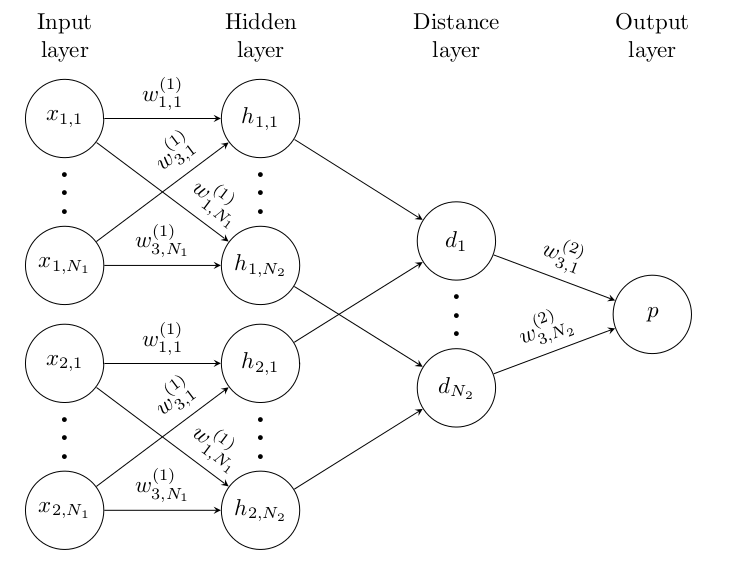 Input layer
Hidden layer
Distance layer
Output layer
x_{1,1}
w_{1,1}^{(1)}
h_{1,1}
w_{3,1}^{(1)}
w_{1,N_1}^{(1)}
x_{1,N_1}
w_{3,N_1}^{(1)}
h_{1,N_2}
d_1
w_{3,1}^{(2)}
p
w_{3,N_2}^{(2)}
d_{N_2}
x_{2,1}
w_{1,1}^{(1)}
h_{2,1}
w_{3,1}^{(1)}
w_{1,N_1}^{(1)}
x_{2,N_1}
w_{3,N_1}^{(1)}
h_{2,N_2}